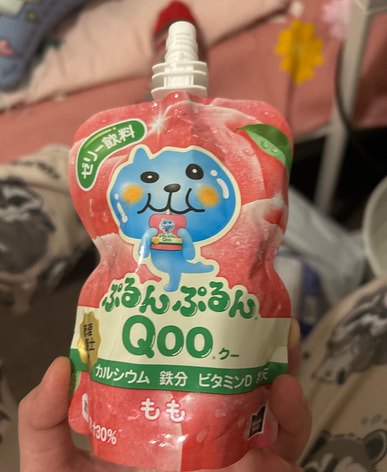 ゼリー飲料
ぷるんぷるん
Qoo クー
カルシウム 鉄分 ビタミンD
もも
30%